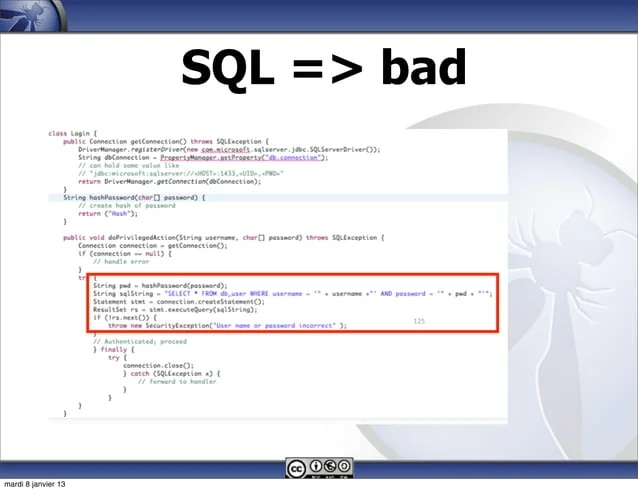 SQL => bad
class Login {
public Connection getConnection() throws SQLException {
DriverManager.registerDriver(new com.microsoft.sqlserver.jdbc.SQLServerDriver());
String dbConnection = PropertyManager.getProperty("db.connection");
// can hold some value like
// "jdbc:microsoft:sqlserver://<HOST>:1433,<UID>,<PWD>"
return DriverManager.getConnection(dbConnection);
}
String hashPassword(char[] password) {
// create hash of password
return ("Hash");
}
public void doPrivilegedAction(String username, char[] password) throws SQLException {
Connection connection = getConnection();
if (connection == null) {
// handle error
}
try {
String pwd = hashPassword(password);
String sqlString = "SELECT * FROM db_user WHERE username = '" + username +"' AND password = '" + pwd + "'";
Statement stmt = connection.createStatement();
ResultSet rs = stmt.executeQuery(sqlString);
if (!rs.next()) {
throw new SecurityException("User name or password incorrect" );
125
}
// Authenticated; proceed
} finally {
try {
connection.close();
} catch (SQLException x) {
// forward to handler
}
}
}
}
cc
BY NC SA
mardi 8 janvier 13